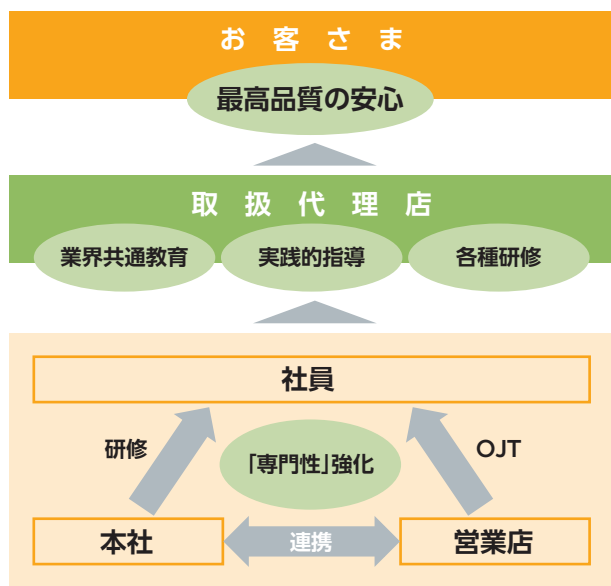 お客さま
最高品質の安心
取扱代理店
業界共通教育
実践的指導
各種研修
社員
研修
「専門性」強化
OJT
本社
連携
営業店